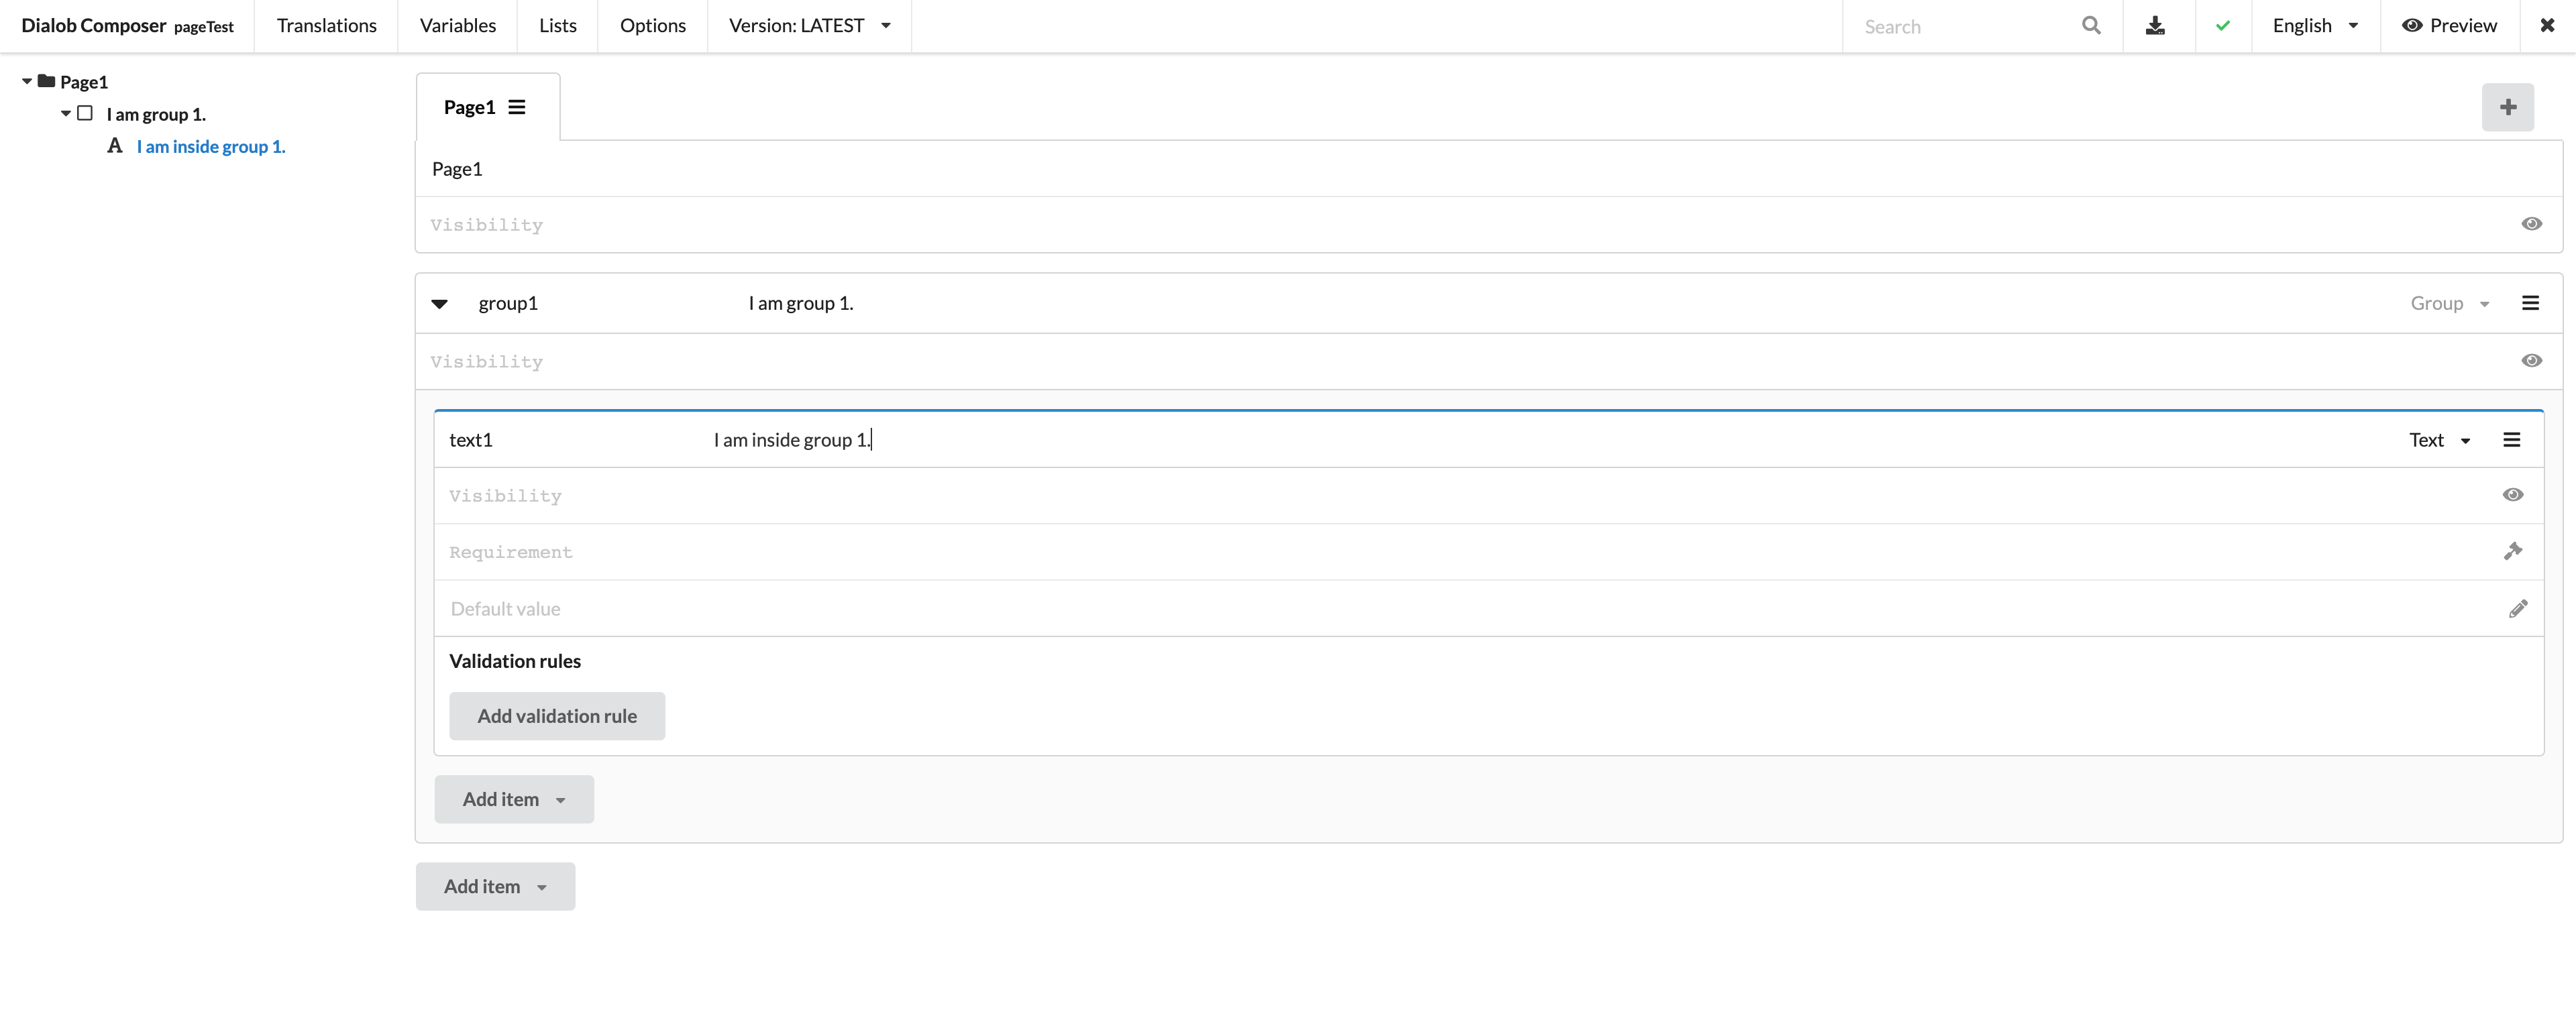 Dialob Composer pageTest Translations Variables Lists Options Version: LATEST Search English Preview
Page1
I am group 1.
I am inside group 1.
Page1
Page1
Visibility
group1 I am group 1. Group
Visibility
text1 I am inside group 1. Text
Visibility
Requirement
Default value
Validation rules
Add validation rule
Add item
Add item